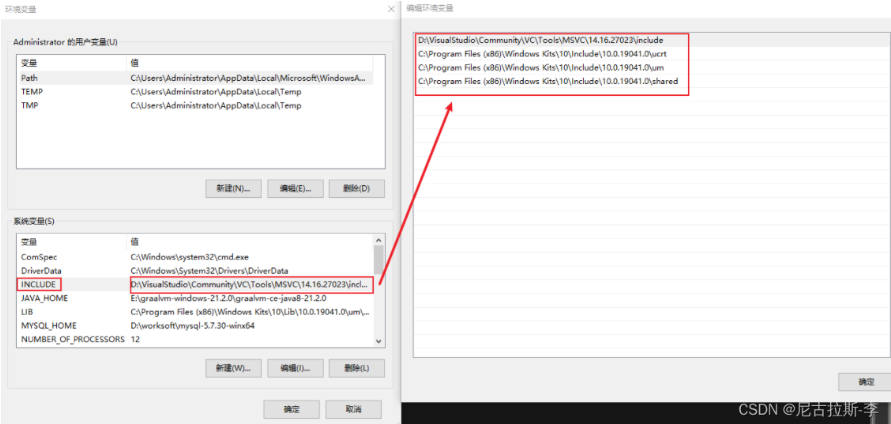 环境变量
Administrator 的用户变量(U)
变量 值
Path C:\Users\Administrator\AppData\Local\Microsoft\WindowsA...
TEMP C:\Users\Administrator\AppData\Local\Temp
TMP C:\Users\Administrator\AppData\Local\Temp
新建(N)... 编辑(E)... 删除(D)
系统变量(S)
变量 值
ComSpec C:\Windows\system32\cmd.exe
DriverData C:\Windows\System32\Drivers\DriverData
INCLUDE D:\VisualStudio\Community\VC\Tools\MSVC\14.16.27023\incl...
JAVA_HOME E:\graalvm-windows-21.2.0\graalvm-ce-java8-21.2.0
LIB C:\Program Files (x86)\Windows Kits\10\Lib\10.0.19041.0\um\...
MYSQL_HOME D:\worksoft\mysql-5.7.30-winx64
NUMBER_OF_PROCESSORS 12
新建(W)... 编辑(I)... 删除(L)
确定 取消
编辑环境变量
D:\VisualStudio\Community\VC\Tools\MSVC\14.16.27023\include
C:\Program Files (x86)\Windows Kits\10\Include\10.0.19041.0\ucrt
C:\Program Files (x86)\Windows Kits\10\Include\10.0.19041.0\um
C:\Program Files (x86)\Windows Kits\10\Include\10.0.19041.0\shared
确定
CSDN @尼古拉斯-李